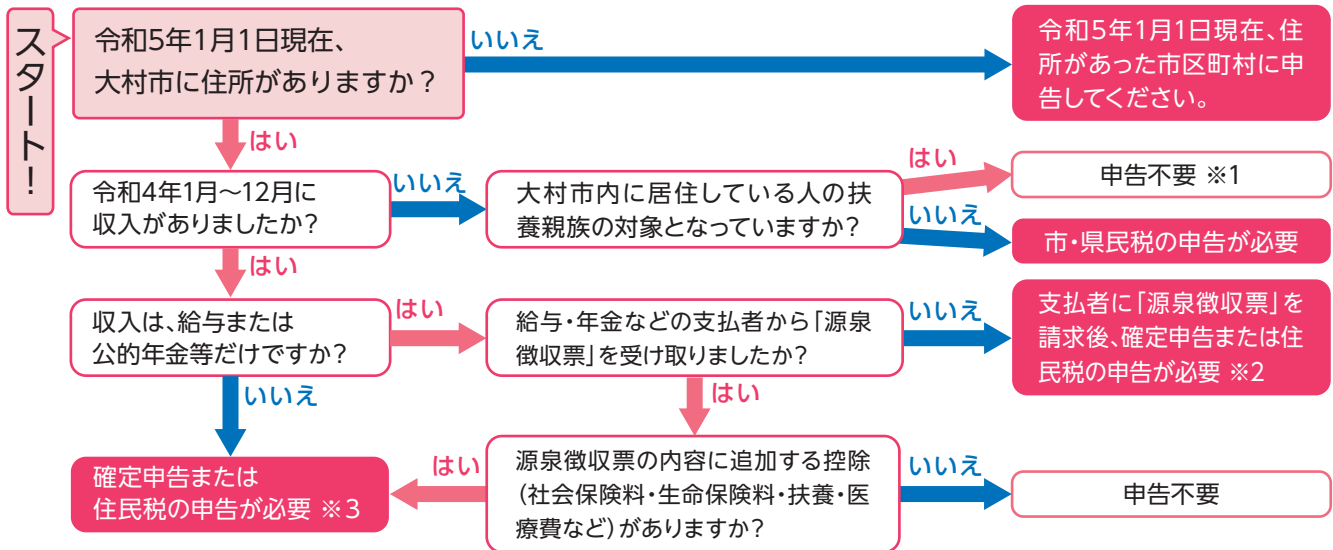 スタート！
令和5年1月1日現在、
大村市に住所がありますか？
いいえ
令和5年1月1日現在、住
所があった市区町村に申
告してください。
はい
令和4年1月～12月に
収入がありましたか？
いいえ
大村市内に居住している人の扶
養親族の対象となっていますか？
はい
申告不要 ※1
いいえ
市・県民税の申告が必要
はい
収入は、給与または
公的年金等だけですか？
はい
給与・年金などの支払者から「源泉
徴収票」を受け取りましたか？
いいえ
支払者に「源泉徴収票」を
請求後、確定申告または住
民税の申告が必要 ※2
いいえ
はい
確定申告または
住民税の申告が必要 ※3
はい
源泉徴収票の内容に追加する控除
（社会保険料・生命保険料・扶養・医
療費など）がありますか？
いいえ
申告不要